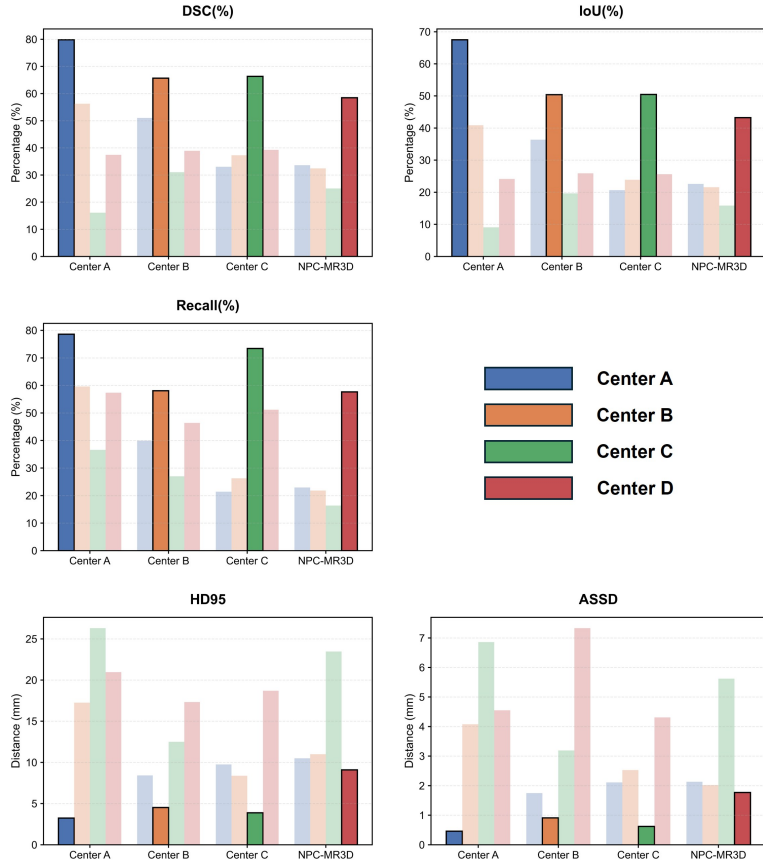 DSC(%)
Percentage (%)
80
70
60
50
40
30
20
10
0
Center A
Center B
Center C
NPC-MR3D
IoU(%)
Percentage (%)
70
60
50
40
30
20
10
0
Center A
Center B
Center C
NPC-MR3D
Recall(%)
Percentage (%)
80
70
60
50
40
30
20
10
0
Center A
Center B
Center C
NPC-MR3D
Center A
Center B
Center C
Center D
HD95
Distance (mm)
25
20
15
10
5
0
Center A
Center B
Center C
NPC-MR3D
ASSD
Distance (mm)
7
6
5
4
3
2
1
0
Center A
Center B
Center C
NPC-MR3D